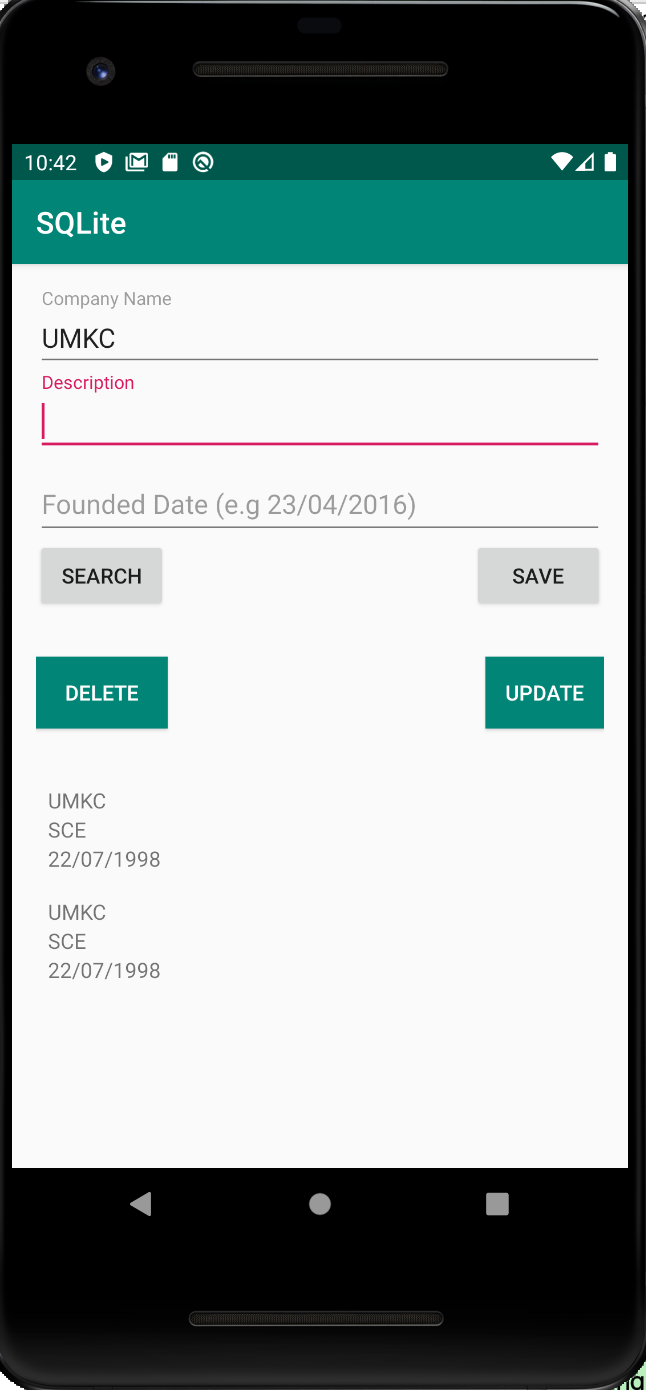 10:42
SQLite
Company Name
UMKC
Description
Founded Date (e.g 23/04/2016)
SEARCH SAVE
DELETE UPDATE
UMKC
SCE
22/07/1998
UMKC
SCE
22/07/1998